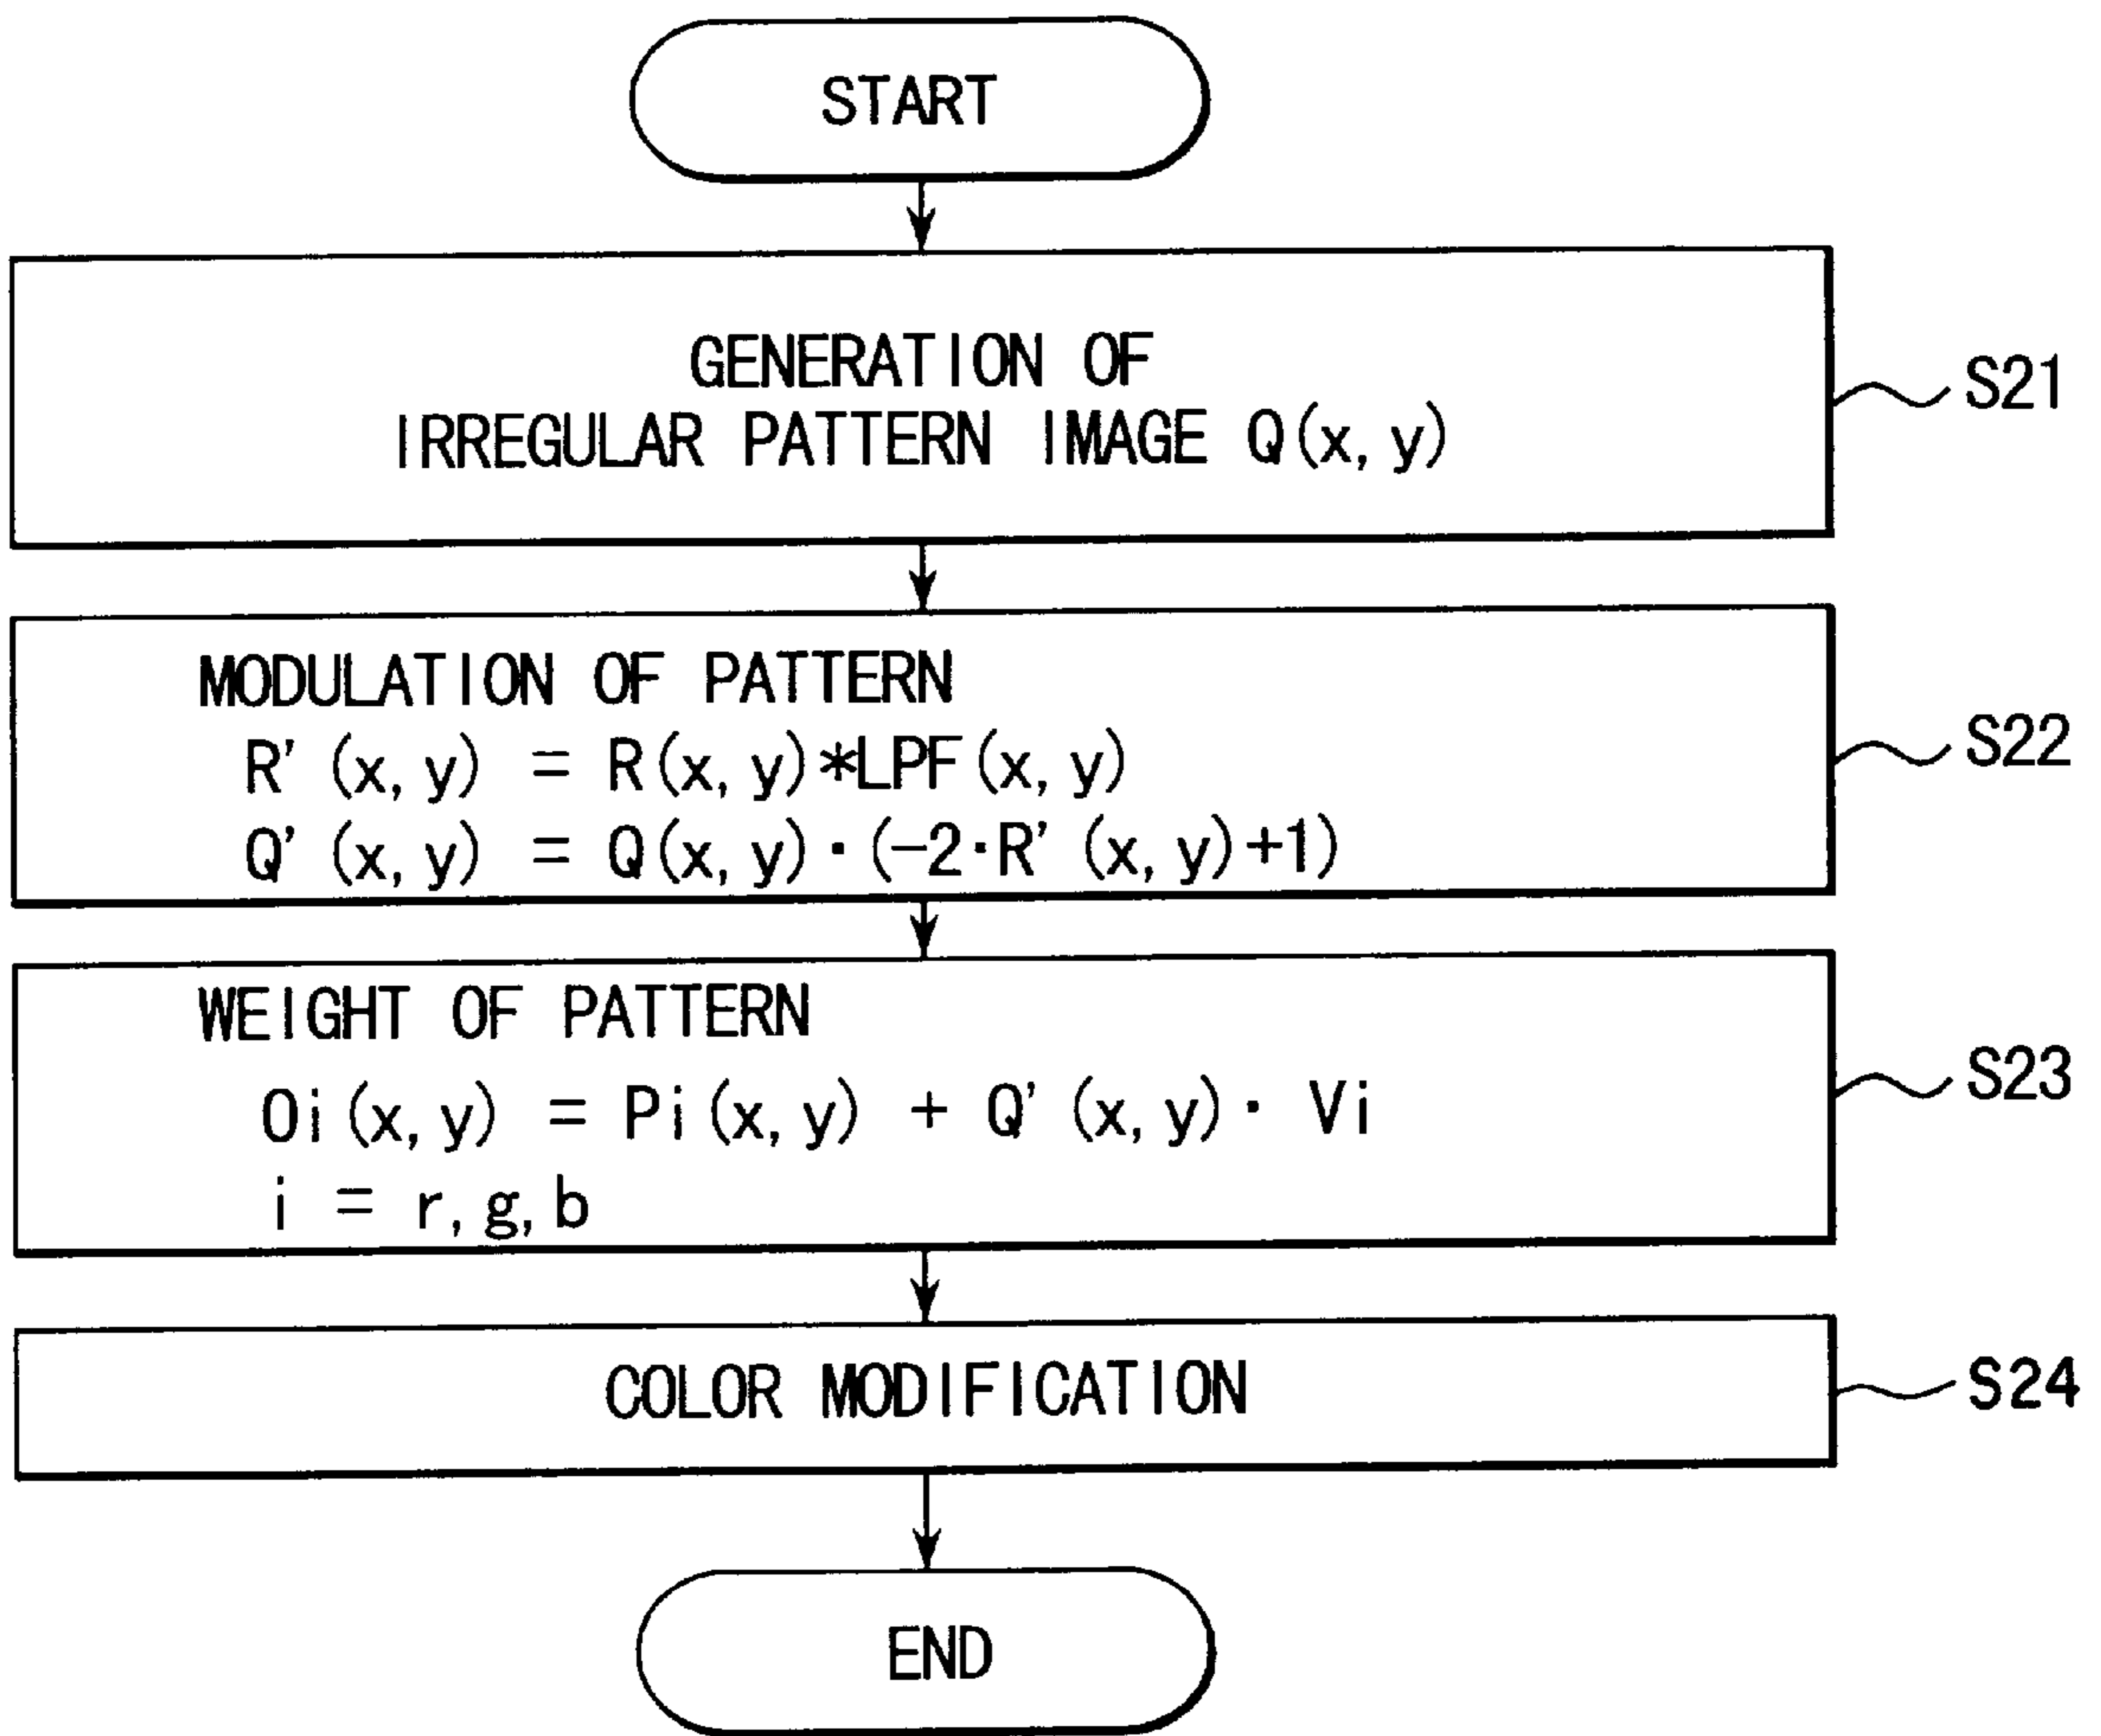 START
GENERATION OF
IRREGULAR PATTERN IMAGE Q(x, y)
S21
MODULATION OF PATTERN
R' (x, y) = R(x, y)*LPF(x, y)
Q' (x, y) = Q(x, y)·(-2·R' (x, y)+1)
S22
WEIGHT OF PATTERN
Oi(x, y) = Pi(x, y) + Q' (x, y)· Vi
i = r, g, b
S23
COLOR MODIFICATION
S24
END